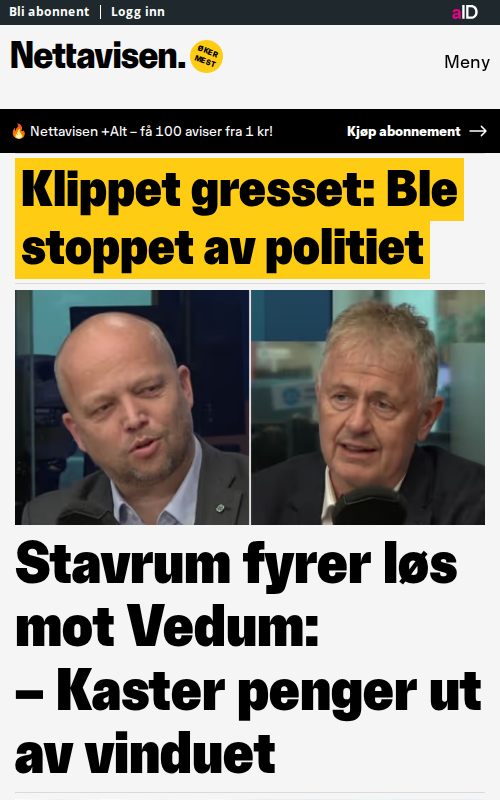 Bli abonnent
Logg inn
aID
Nettavisen.
ØKER
MEST
Meny
Nettavisen +Alt – få 100 aviser fra 1 kr!
Kjøp abonnement
Klippet gresset: Ble
stoppet av politiet
Stavrum fyrer løs
mot Vedum:
– Kaster penger ut
av vinduet